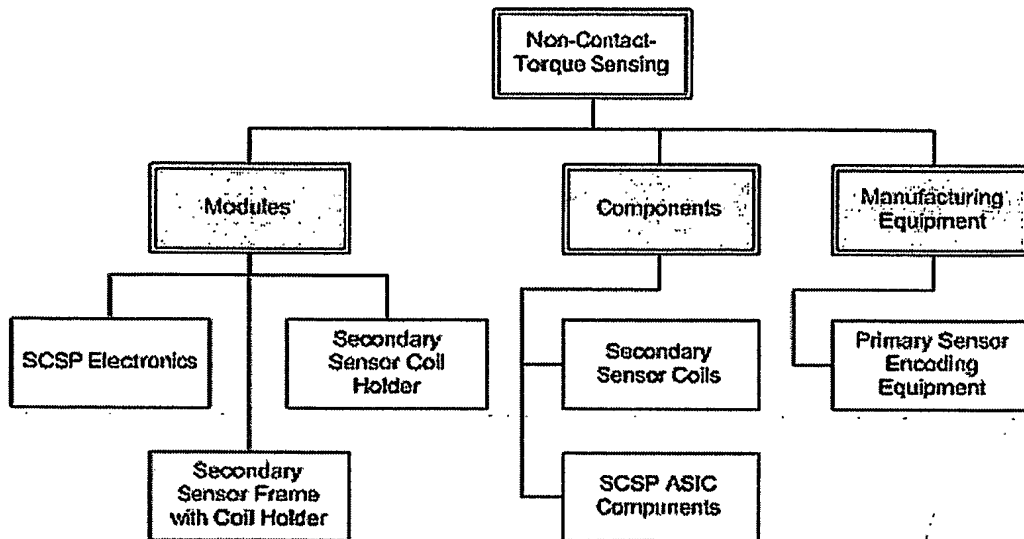 Non-Contact-
Torque Sensing
Modules
Components
Manufacturing
Equipment
SCSP Electronics
Secondary
Sensor Coil
Holder
Secondary
Sensor Coils
Primary Sensor
Encoding
Equipment
Secondary
Sensor Frame
with Coil Holder
SCSP ASIC
Components